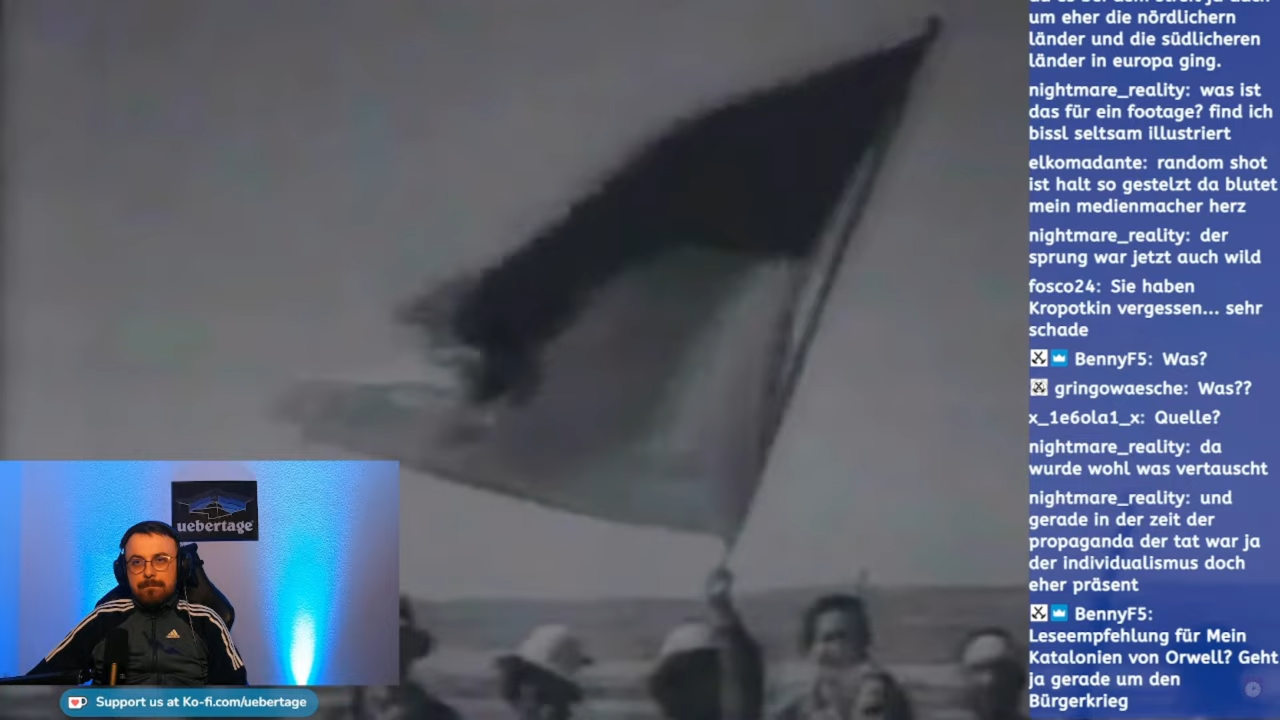 um eher die nördlichern
länder und die südlicheren
länder in europa ging.
nightmare_reality: was ist
das für ein footage? find ich
bissl seltsam illustriert
elkomadante: random shot
ist halt so gestelzt da blutet
mein medienmacher herz
nightmare_reality: der
sprung war jetzt auch wild
fosco24: Sie haben
Kropotkin vergessen... sehr
schade
BennyF5: Was?
gringowaesche: Was??
x_1e6ola1_x: Quelle?
nightmare_reality: da
wurde wohl was vertauscht
nightmare_reality: und
gerade in der zeit der
propaganda der tat war ja
der individualismus doch
eher präsent
BennyF5:
Leseempfehlung für Mein
Katalonien von Orwell? Geht
ja gerade um den
Bürgerkrieg
uebertage
adidas
Support us at Ko-fi.com/uebertage